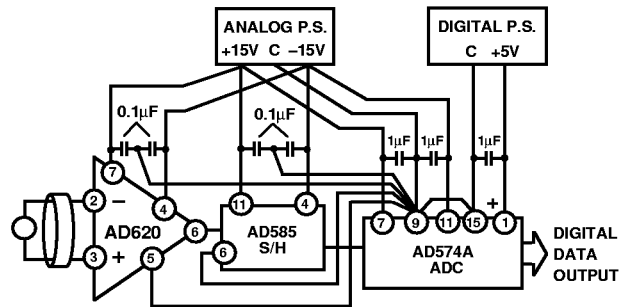 ANALOG P.S.
+15V C –15V
DIGITAL P.S.
C +5V
0.1µF
0.1µF
1µF
1µF
1µF
7
2
–
4
11
4
6
AD620
6
AD585
S/H
3
+
5
7
9
11
15
+
1
AD574A
ADC
DIGITAL
DATA
OUTPUT